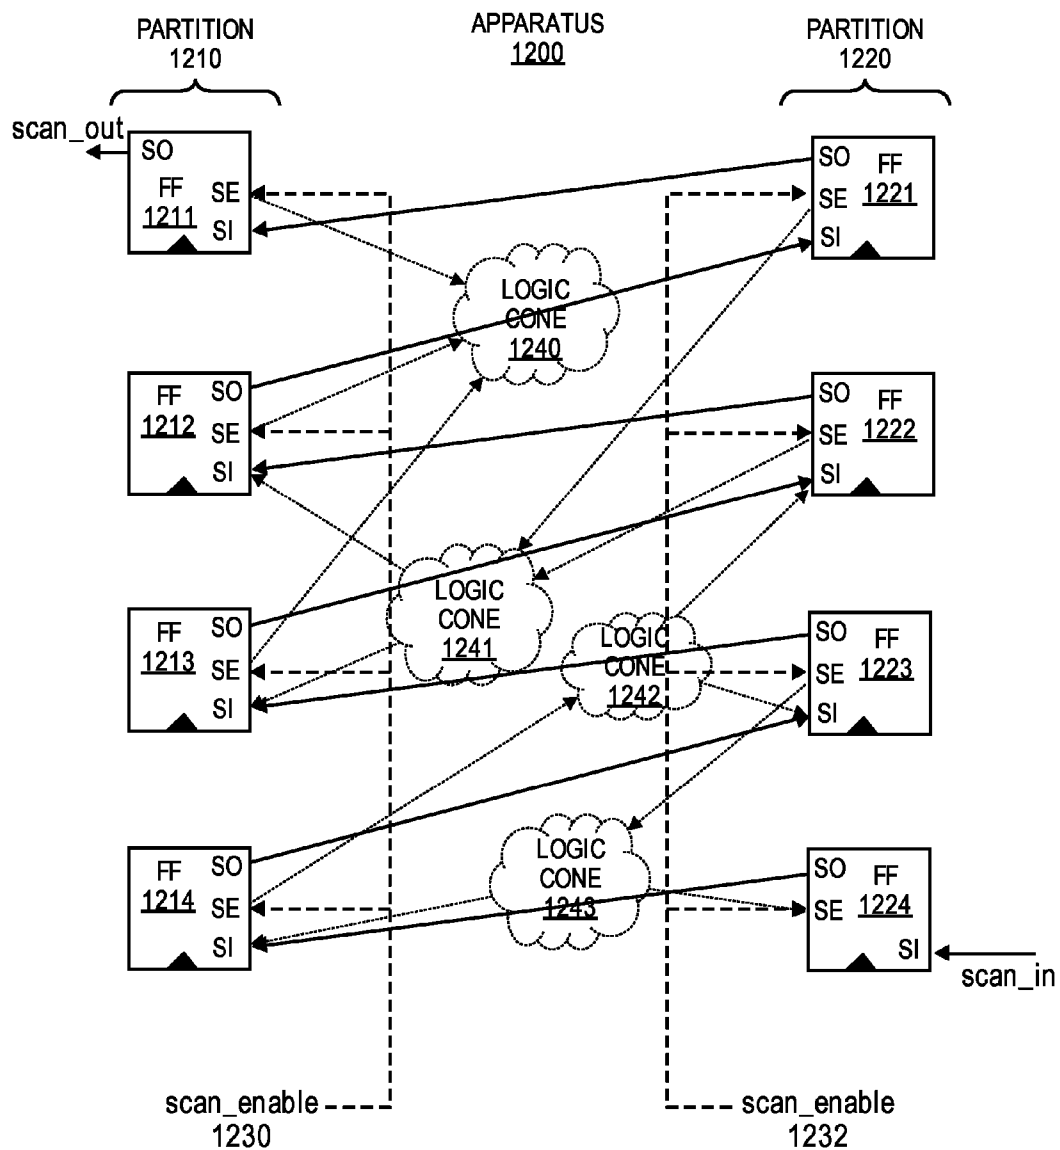 PARTITION
1210
APPARATUS
1200
PARTITION
1220
scan_out
SO
FF
1211
SE
SI
SO
FF
1221
SE
SI
LOGIC
CONE
1240
FF
1212
SO
SE
SI
SO
FF
1222
SE
SI
LOGIC
CONE
1241
FF
1213
SO
SE
SI
LOGIC
CONE
1242
SO
FF
1223
SE
SI
FF
1214
SO
SE
SI
LOGIC
CONE
1243
SO
FF
1224
SE
SI
scan_in
scan_enable
1230
scan_enable
1232